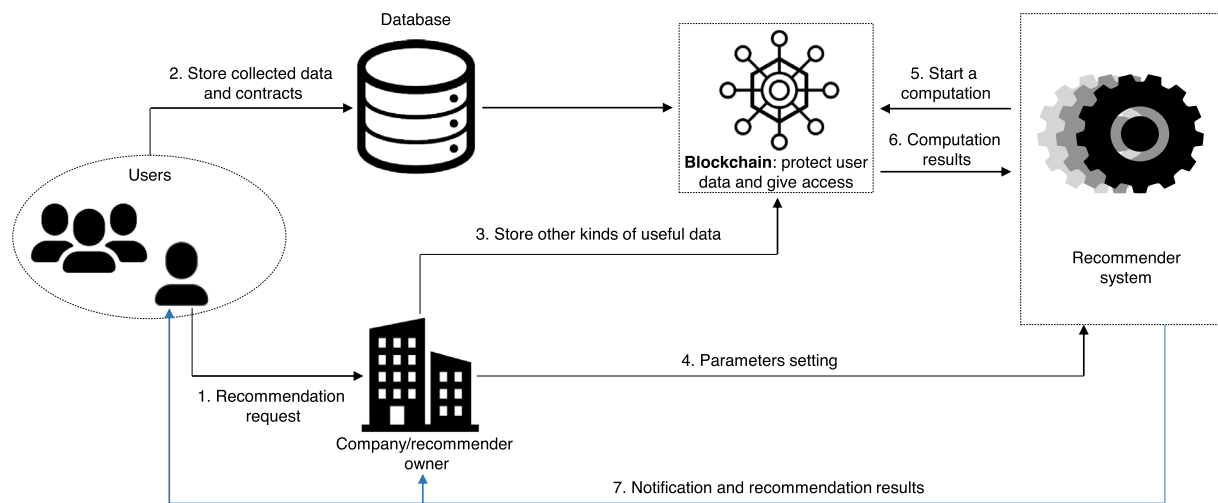 Database
2. Store collected data
and contracts
5. Start a
computation
6. Computation
results
Blockchain: protect user
data and give access
Users
3. Store other kinds of useful data
Recommender
system
4. Parameters setting
1. Recommendation
request
Company/recommender
owner
7. Notification and recommendation results